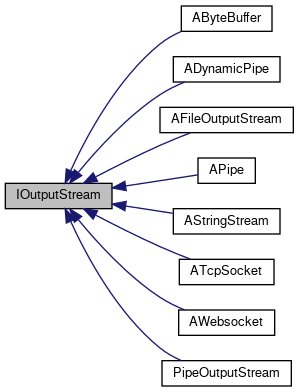 AByteBuffer
ADynamicPipe
AFileOutputStream
APipe
IOutputStream
AStringStream
ATcpSocket
AWebsocket
PipeOutputStream